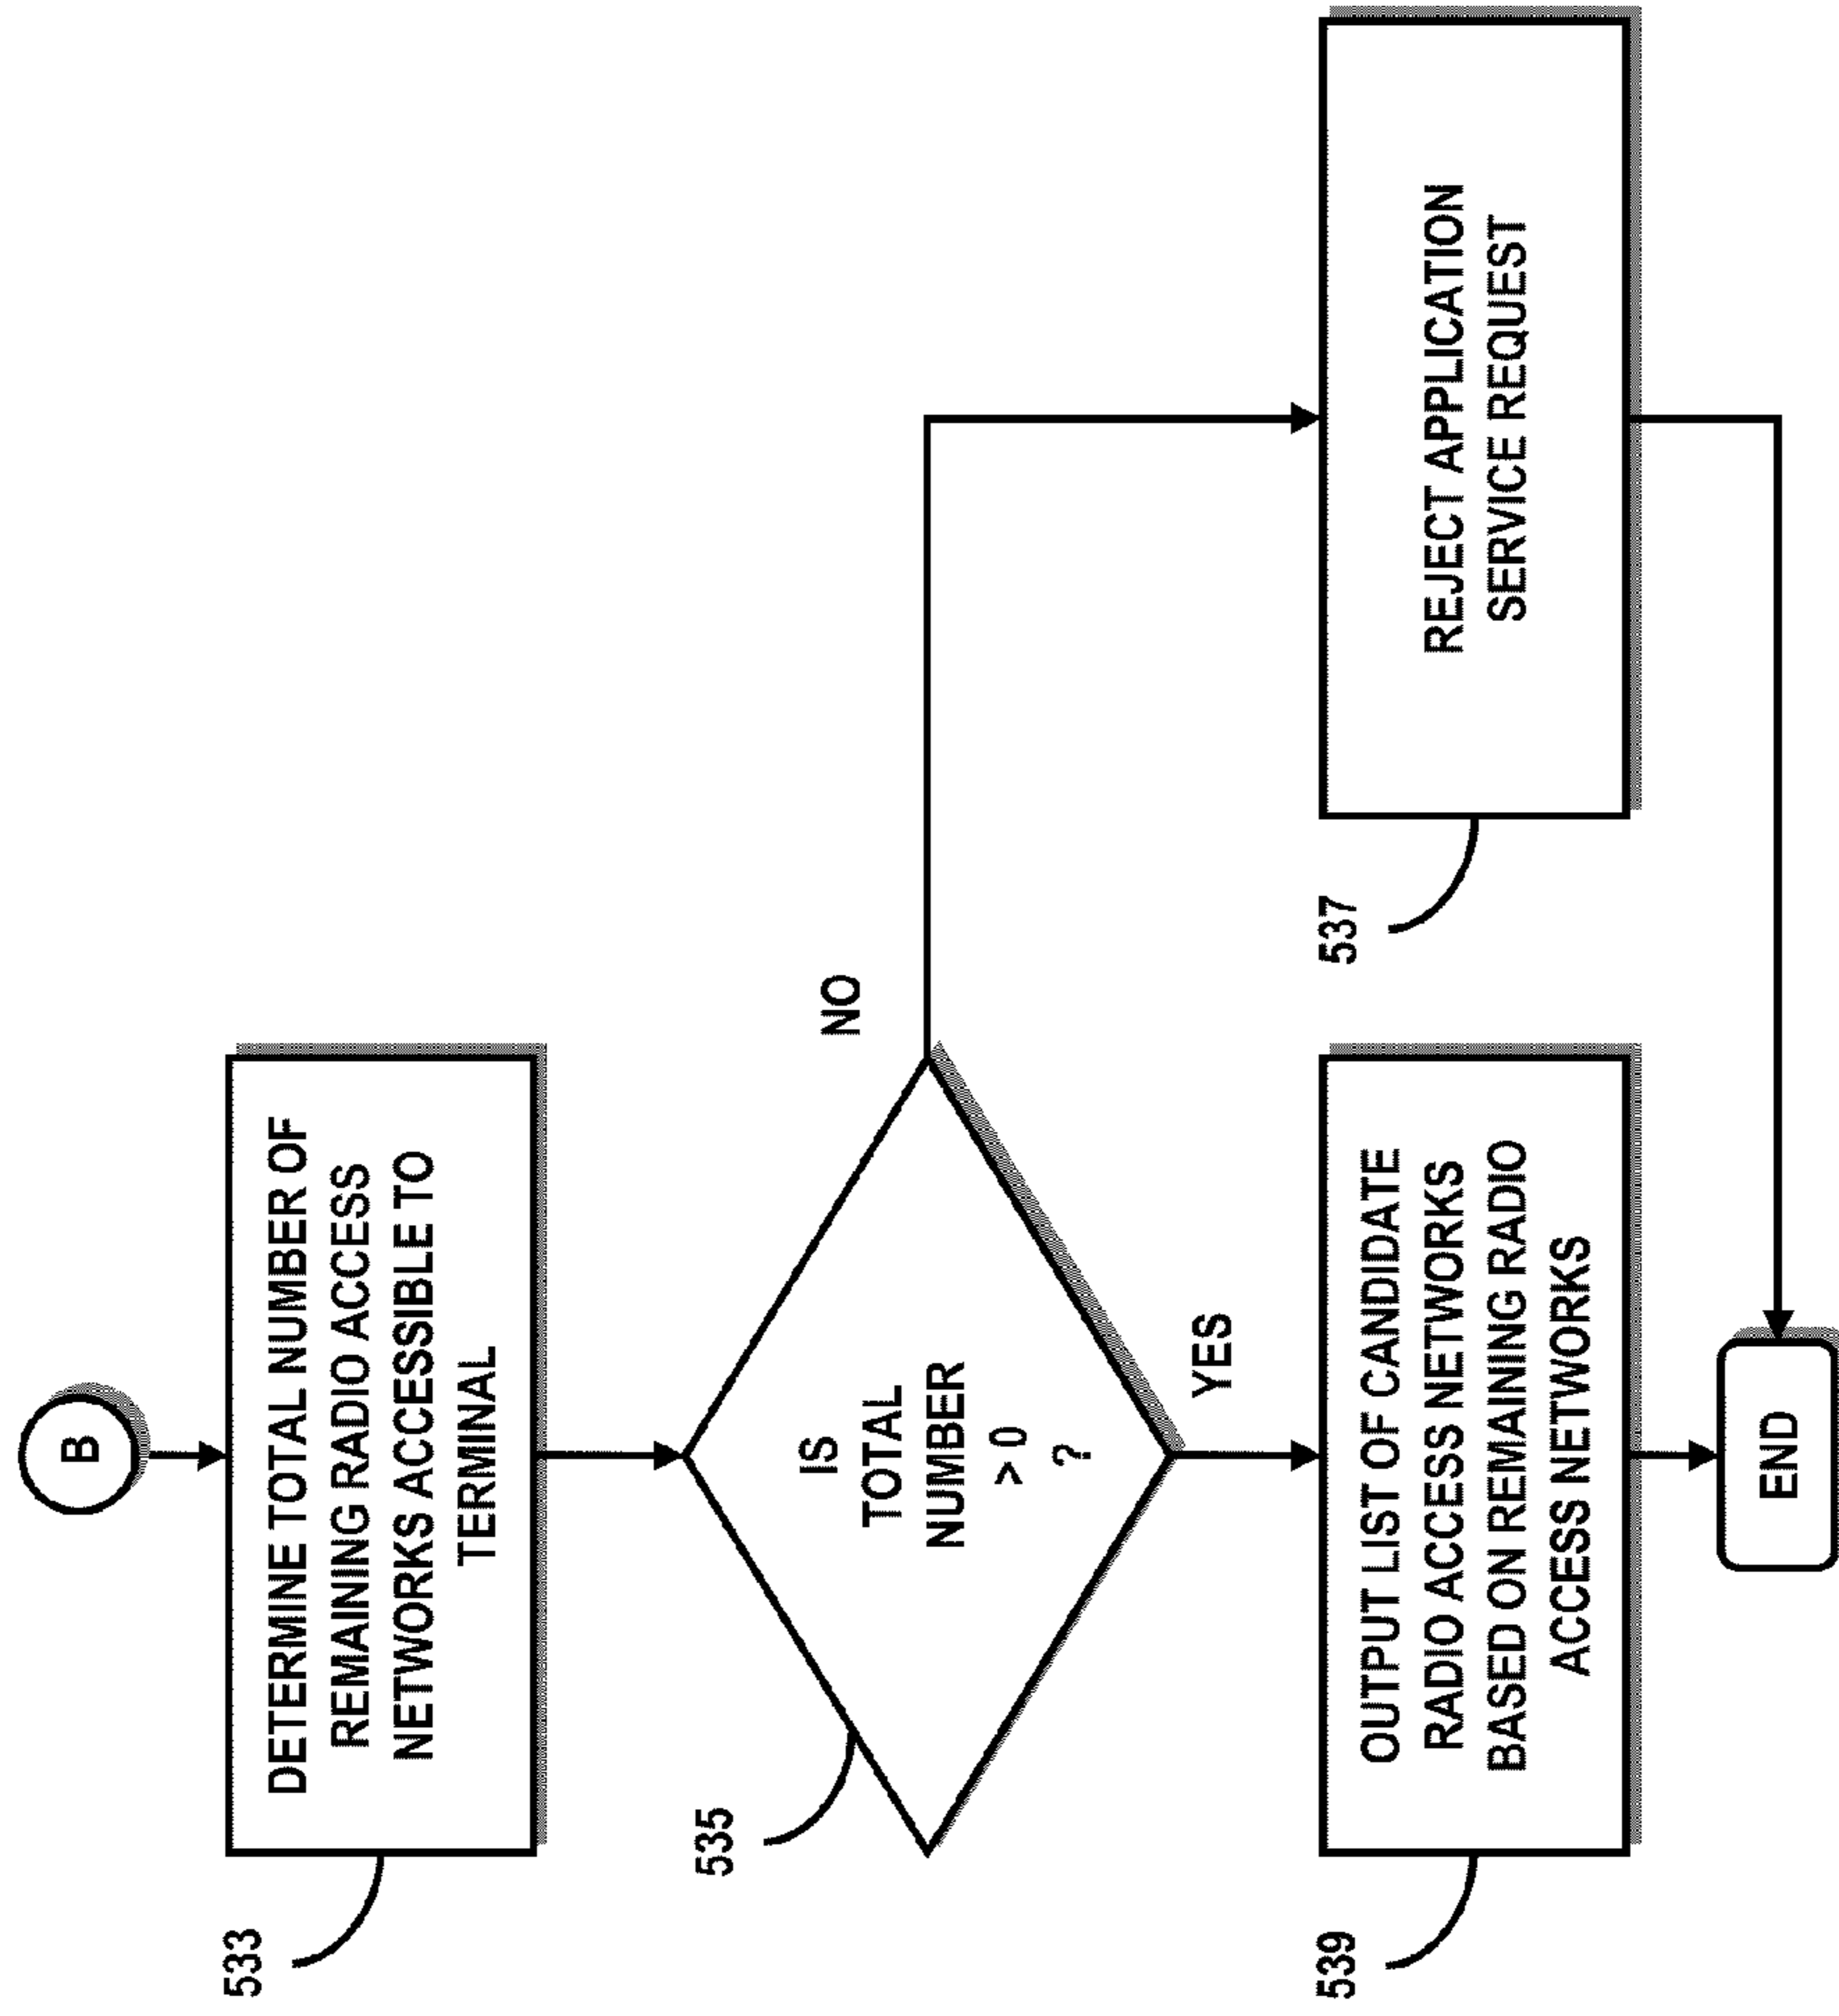 B
533
DETERMINE TOTAL NUMBER OF
REMAINING RADIO ACCESS
NETWORKS ACCESSIBLE TO
TERMINAL
535
IS
TOTAL
NUMBER
> 0
?
NO
YES
539
OUTPUT LIST OF CANDIDATE
RADIO ACCESS NETWORKS
BASED ON REMAINING RADIO
ACCESS NETWORKS
537
REJECT APPLICATION
SERVICE REQUEST
END